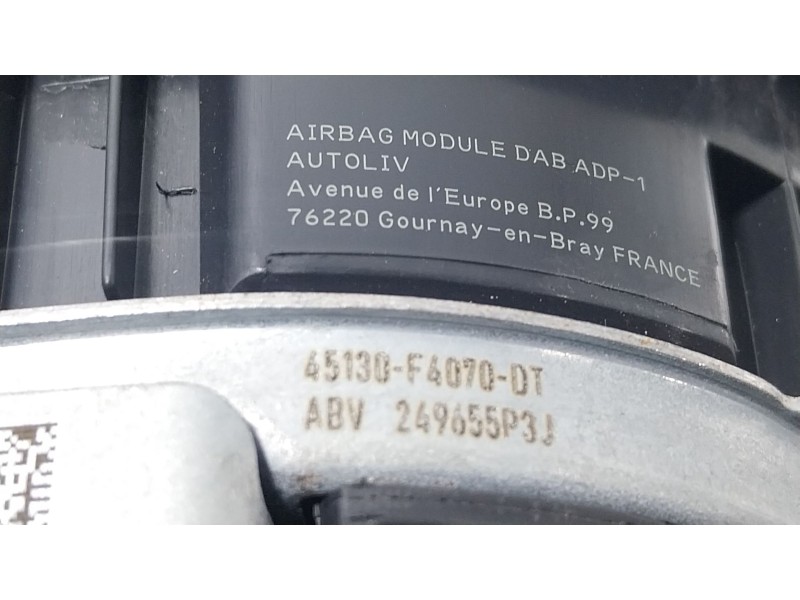 AIRBAG MODULE DAB ADP-1
AUTOLIV
Avenue de l'Europe B.P.99
76220 Gournay-en-Bray FRANCE
45130-F4070-DT
ABV 249655P3J